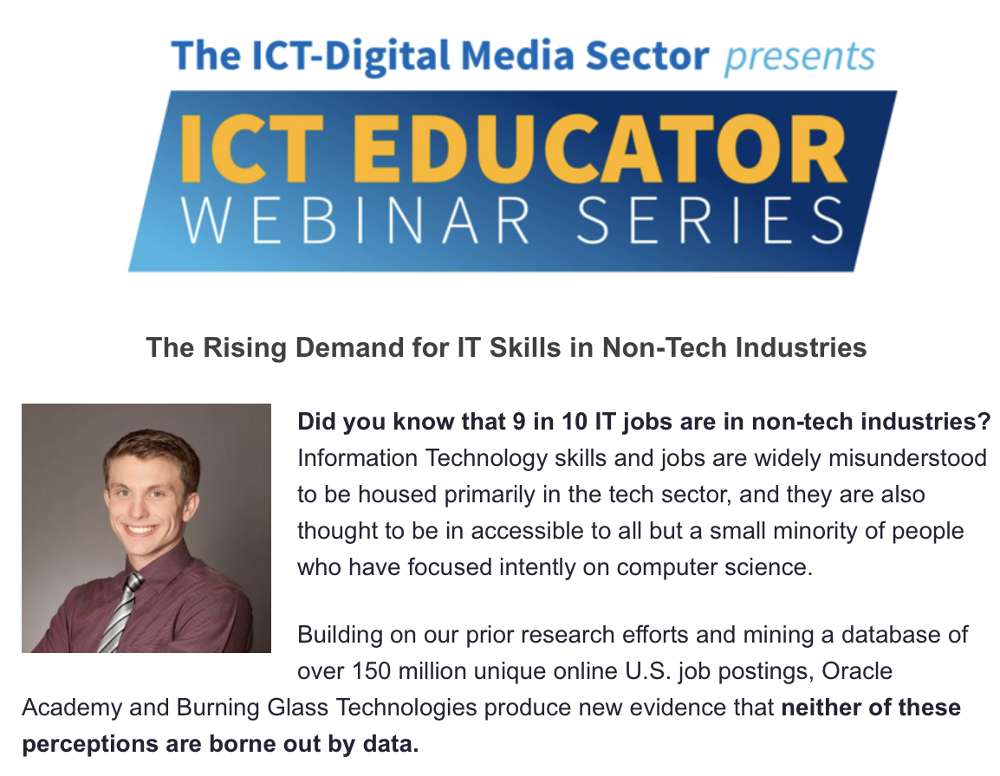 The ICT-Digital Media Sector presents
ICT EDUCATOR
WEBINAR SERIES
The Rising Demand for IT Skills in Non-Tech Industries
Did you know that 9 in 10 IT jobs are in non-tech industries?
Information Technology skills and jobs are widely misunderstood
to be housed primarily in the tech sector, and they are also
thought to be in accessible to all but a small minority of people
who have focused intently on computer science.
Building on our prior research efforts and mining a database of
over 150 million unique online U.S. job postings, Oracle
Academy and Burning Glass Technologies produce new evidence that neither of these
perceptions are borne out by data.